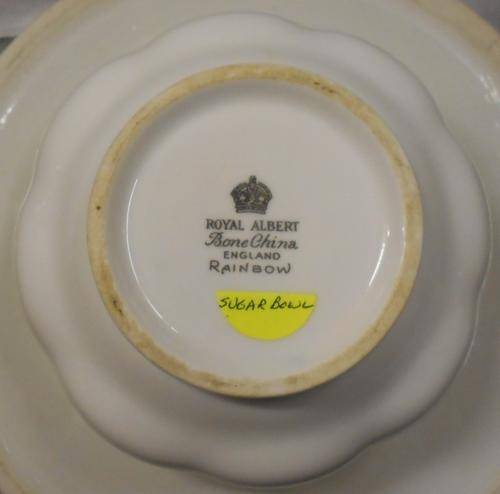 ROYAL ALBERT
Bone China
ENGLAND
RAINBOW
SUGAR BOWL